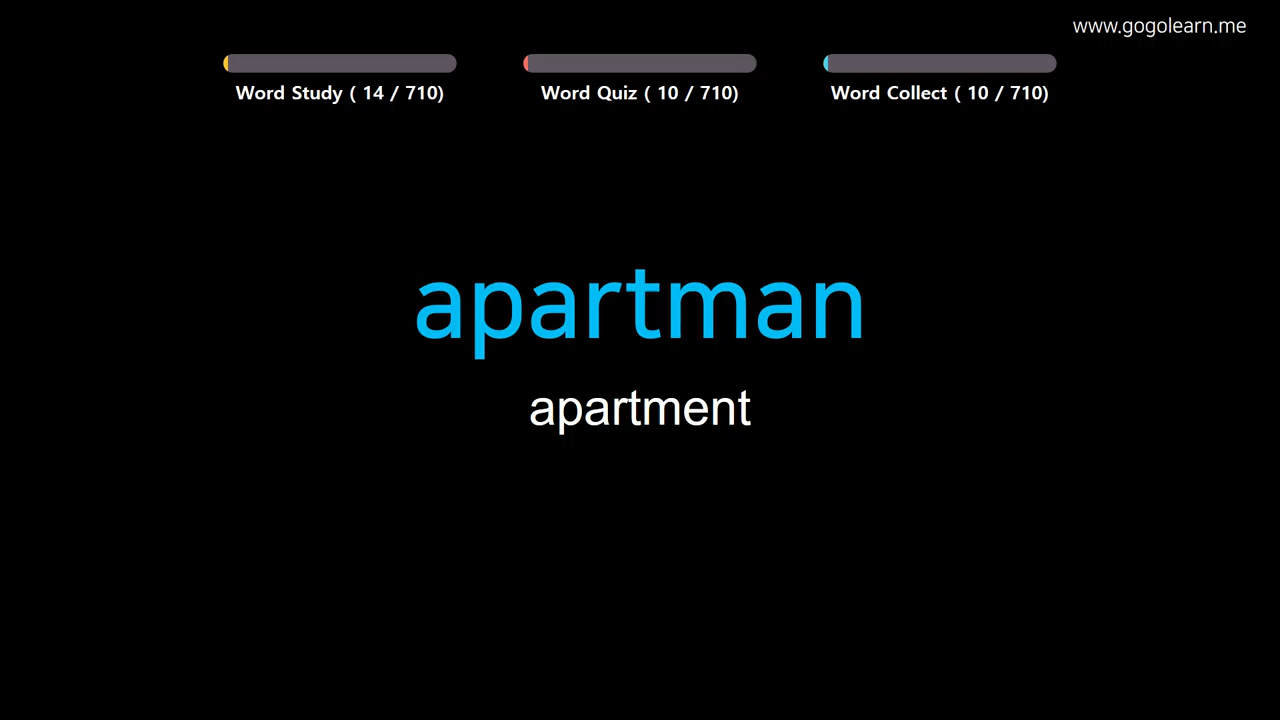 www.gogolearn.me
Word Study ( 14 / 710)
Word Quiz ( 10 / 710)
Word Collect ( 10 / 710)
apartman
apartment